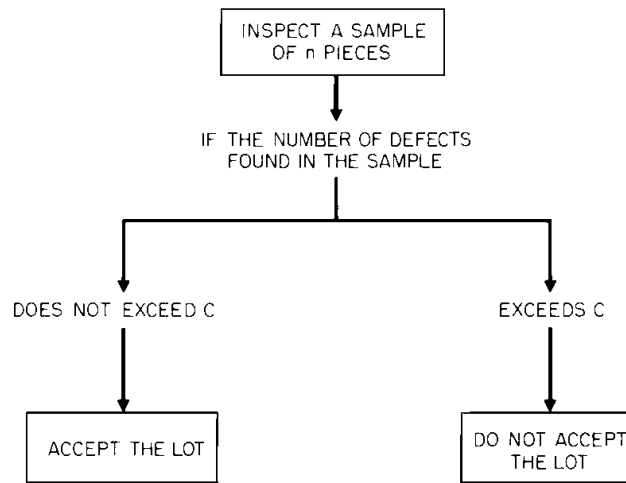 INSPECT A SAMPLE
OF n PIECES
IF THE NUMBER OF DEFECTS
FOUND IN THE SAMPLE
DOES NOT EXCEED C
EXCEEDS C
ACCEPT THE LOT
DO NOT ACCEPT
THE LOT